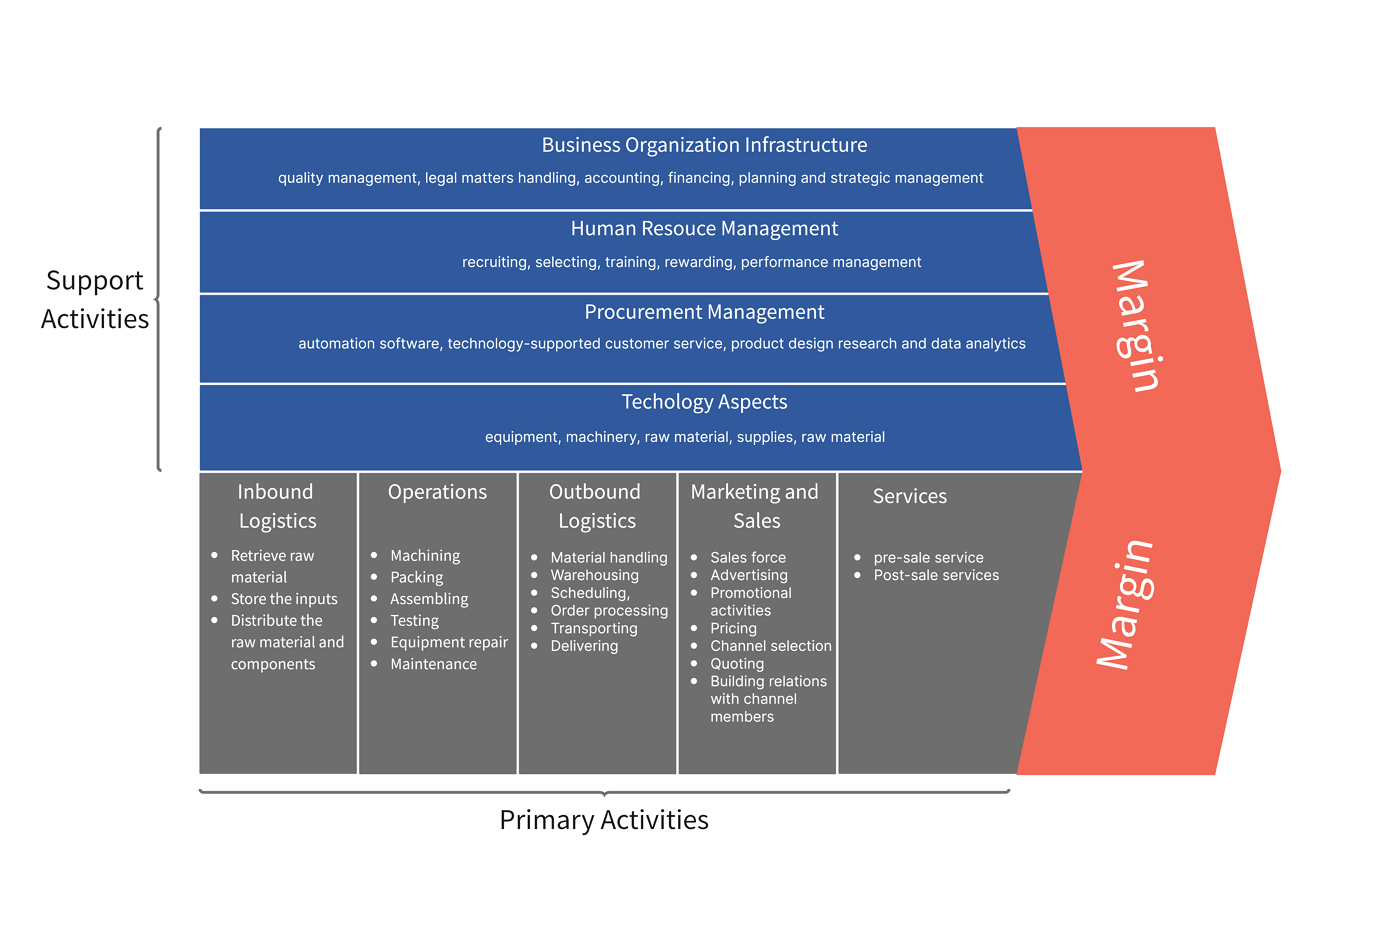 Support
Activities
Business Organization Infrastructure
quality management, legal matters handling, accounting, financing, planning and strategic management
Human Resouce Management
recruiting, selecting, training, rewarding, performance management
Procurement Management
automation software, technology-supported customer service, product design research and data analytics
Techology Aspects
equipment, machinery, raw material, supplies, raw material
Margin
Inbound
Logistics
Retrieve raw
material
Store the inputs
Distribute the
raw material and
components
Operations
Machining
Packing
Assembling
Testing
Equipment repair
Maintenance
Outbound
Logistics
Material handling
Warehousing
Scheduling,
Order processing
Transporting
Delivering
Marketing and
Sales
Sales force
Advertising
Promotional
activities
Pricing
Channel selection
Quoting
Building relations
with channel
members
Services
pre-sale service
Post-sale services
Margin
Primary Activities